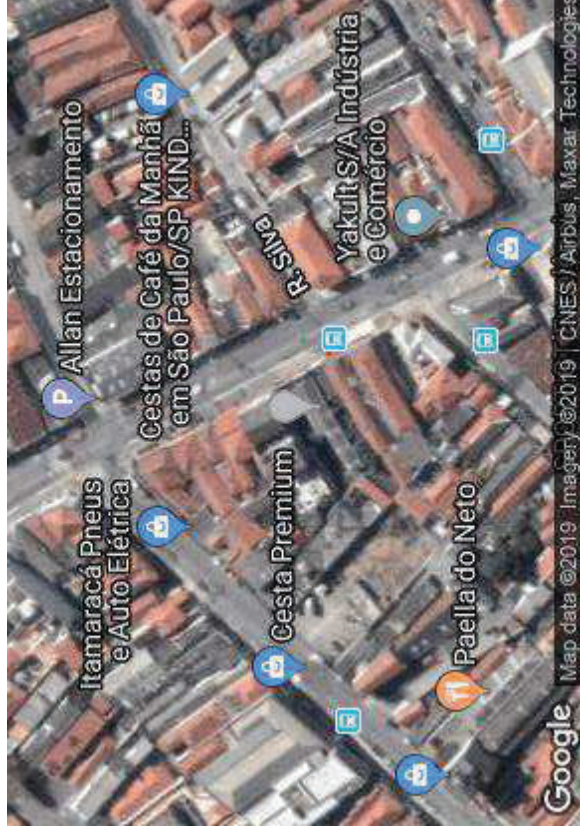 Allan Estacionamento
Cestas de Café da Manhã
em São Paulo/SP KIND...
R. Silva
Yakult S/A Indústria
e Comércio
Itamaracá Pneus
e Auto Elétrica
Cesta Premium
Paella do Neto
P
Google
Map data ©2019 Imagery ©2019 , CNES / Airbus, Maxar Technologies